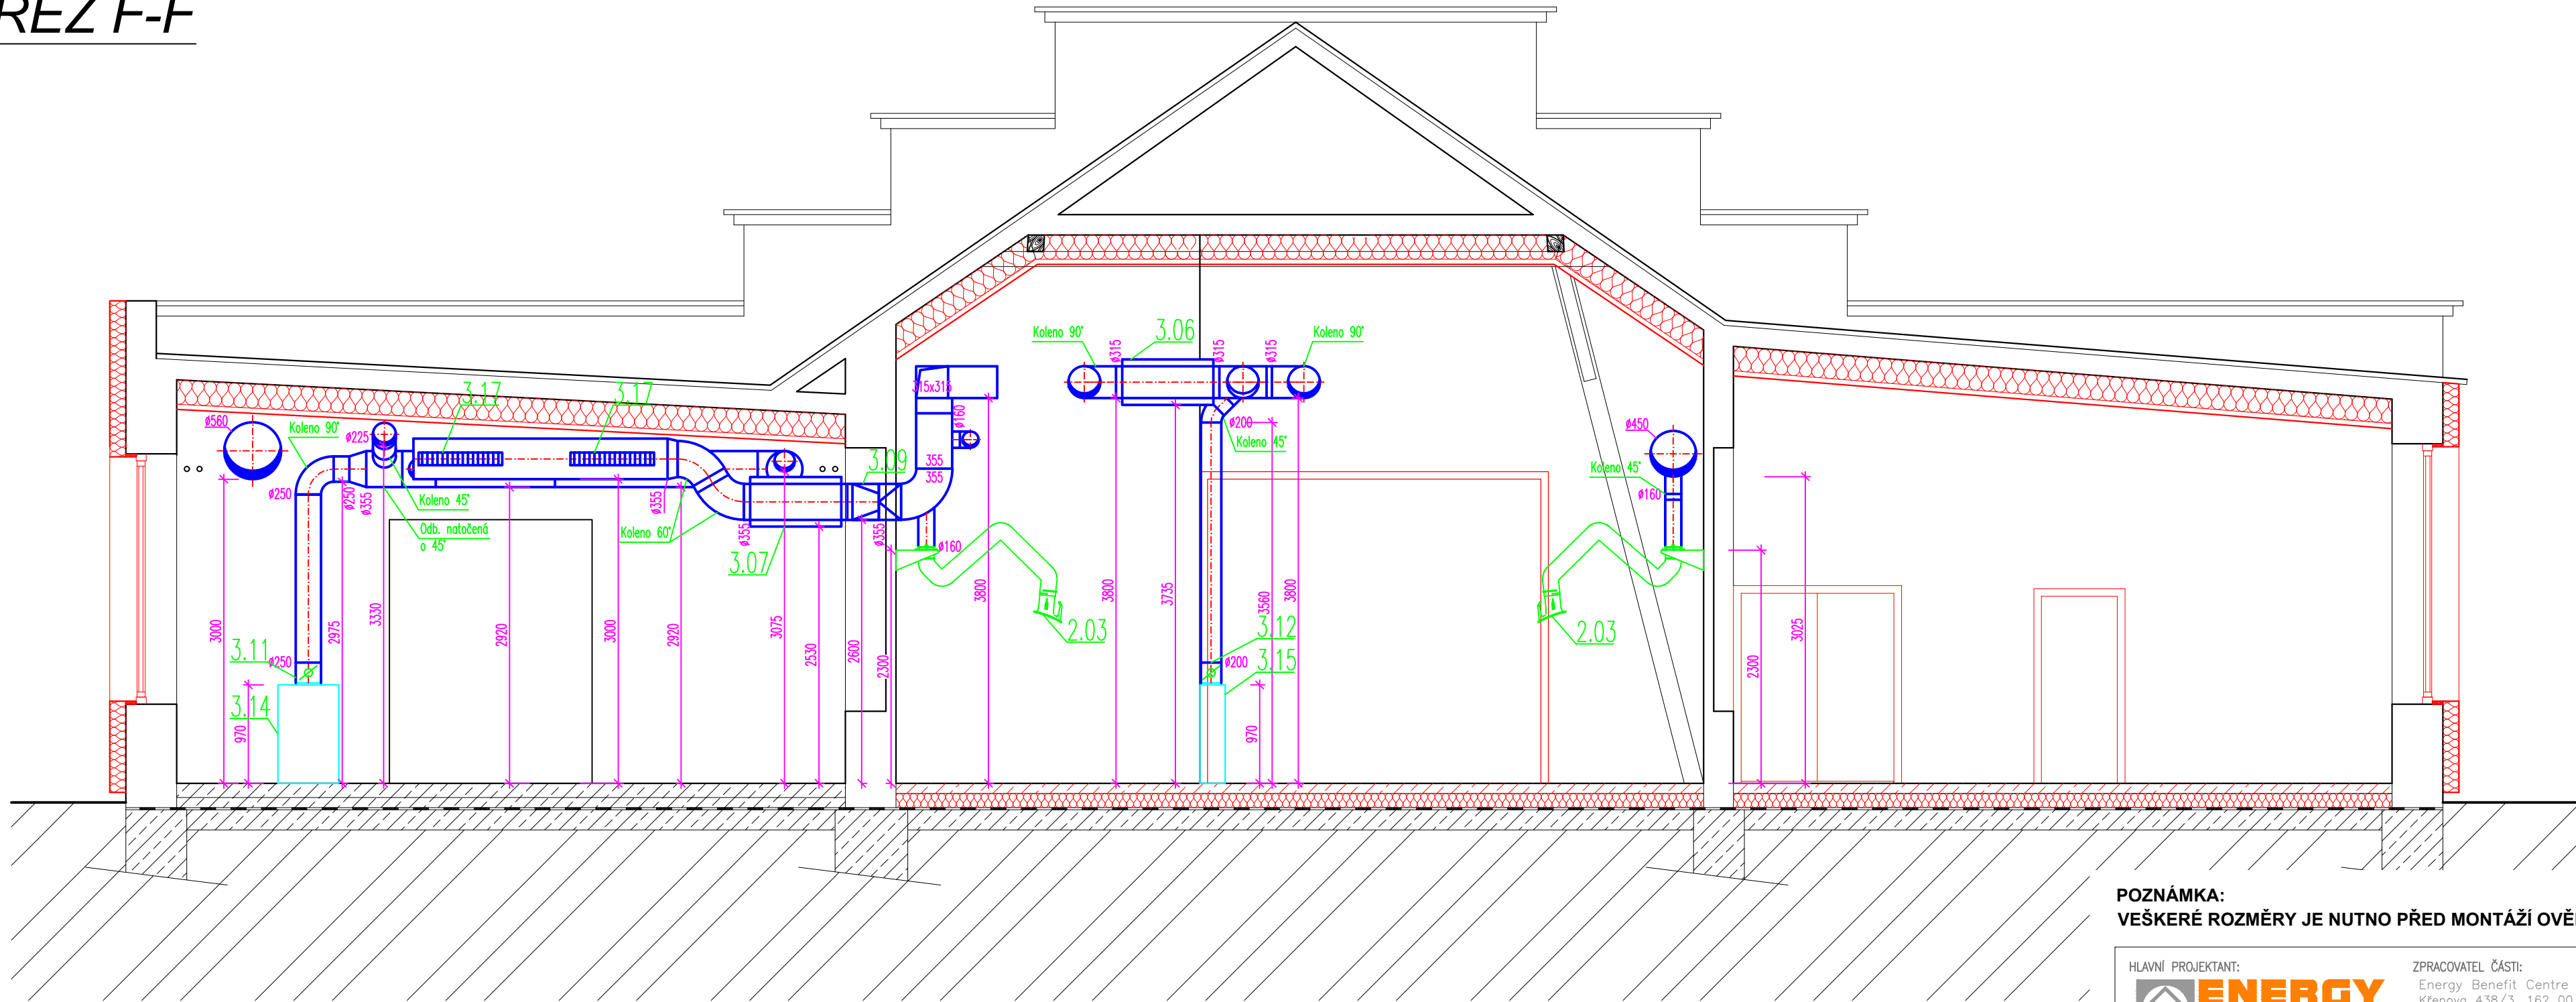 ŘEZ F-F
Koleno 90°
3.06
Koleno 90°
ø315
ø315
ø315
315x315
3.17
3.17
ø560
Koleno 90°
ø225
ø160
ø200
Koleno 45°
ø450
3.09
355
355
Koleno 45°
ø250
ø250
ø355
Koleno 45°
ø355
ø160
Odb. natočená
o 45°
Koleno 60°
ø355
ø355
ø160
3.07
3000
2975
3330
2920
3000
2920
3075
2530
2600
2300
3800
3800
3735
3560
3800
2300
3025
2.03
2.03
3.11
ø250
3.12
ø200
3.15
3.14
970
970
POZNÁMKA:
VEŠKERÉ ROZMĚRY JE NUTNO PŘED MONTÁŽÍ
HLAVNÍ PROJEKTANT:
ZPRACOVATEL ČÁSTI:
ENERGY
Energy Benefit Centre
Křenova 438/3, 162 00